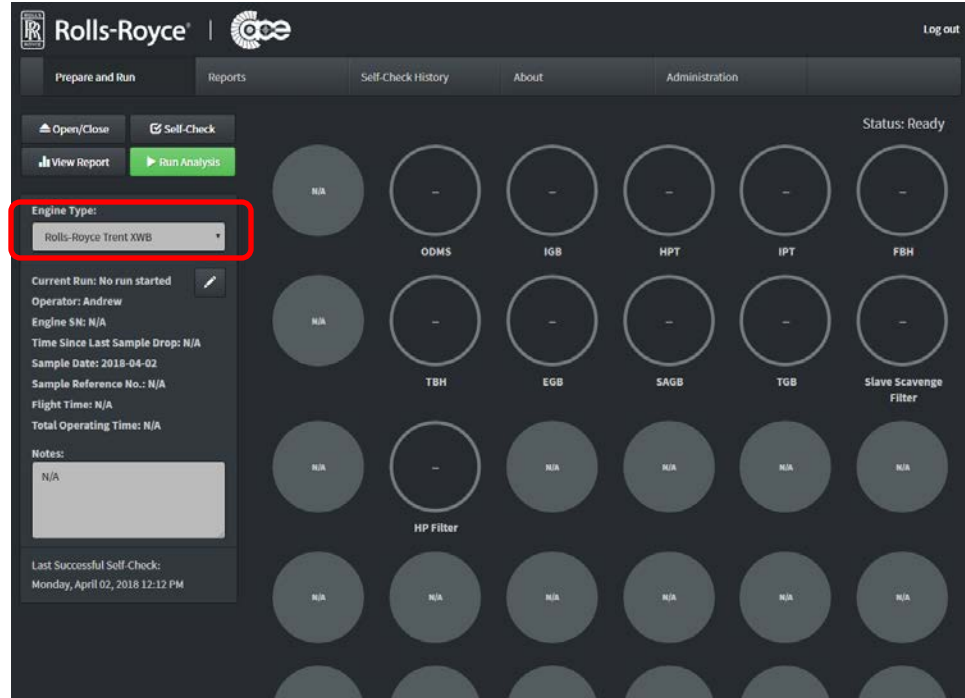 ROLLS
RR
ROYCE
Rolls-Royce® | ace
Log out
Prepare and Run
Reports
Self-Check History
About
Administration
Open/Close
Self-Check
View Report
Run Analysis
Status: Ready
Engine Type:
Rolls-Royce Trent XWB
Current Run: No run started
Operator: Andrew
Engine SN: N/A
Time Since Last Sample Drop: N/A
Sample Date: 2018-04-02
Sample Reference No.: N/A
Flight Time: N/A
Total Operating Time: N/A
Notes:
N/A
Last Successful Self-Check:
Monday, April 02, 2018 12:12 PM
N/A – – – – –
ODMS IGB HPT IPT FBH
N/A – – – – –
TBH EGB SAGB TGB Slave Scavenge
Filter
N/A – N/A N/A N/A N/A
HP Filter
N/A N/A N/A N/A N/A N/A